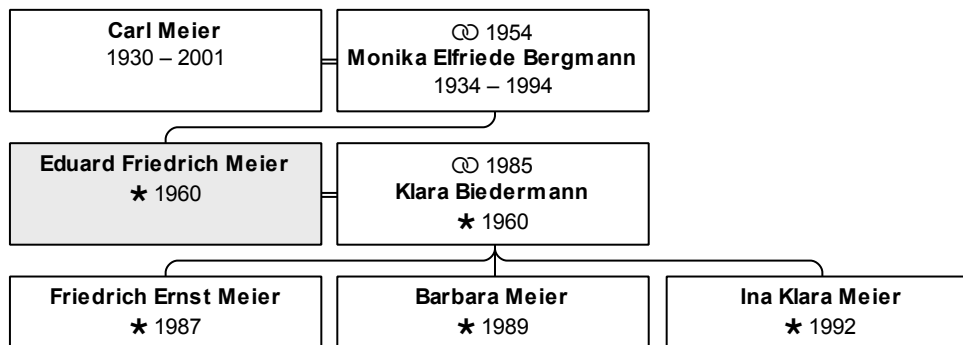 Carl Meier
1930 – 2001
⚭ 1954
Monika Elfriede Bergmann
1934 – 1994
Eduard Friedrich Meier
★ 1960
⚭ 1985
Klara Biedermann
★ 1960
Friedrich Ernst Meier
★ 1987
Barbara Meier
★ 1989
Ina Klara Meier
★ 1992